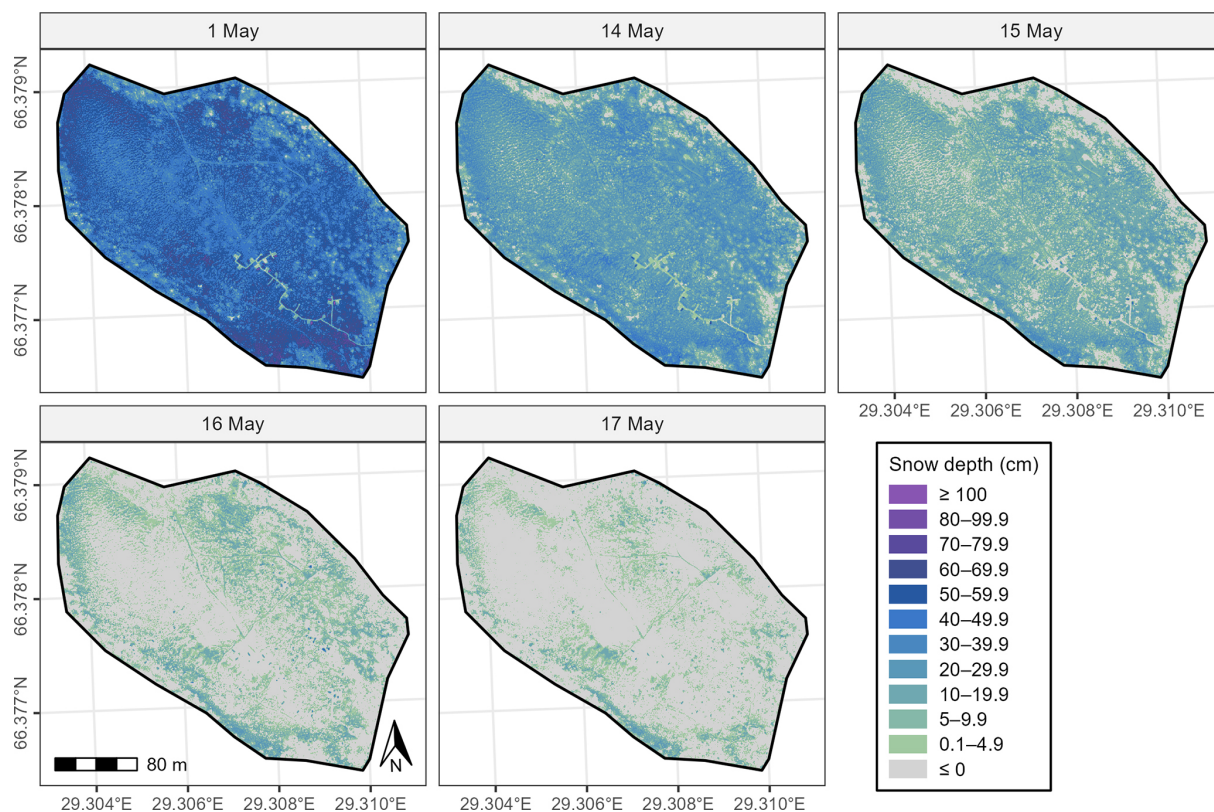 1 May
14 May
15 May
66.379°N
66.378°N
66.377°N
29.304°E 29.306°E 29.308°E 29.310°E
16 May
17 May
66.379°N
66.378°N
66.377°N
80 m
N
29.304°E 29.306°E 29.308°E 29.310°E
29.304°E 29.306°E 29.308°E 29.310°E
Snow depth (cm)
≥ 100
80–99.9
70–79.9
60–69.9
50–59.9
40–49.9
30–39.9
20–29.9
10–19.9
5–9.9
0.1–4.9
≤ 0